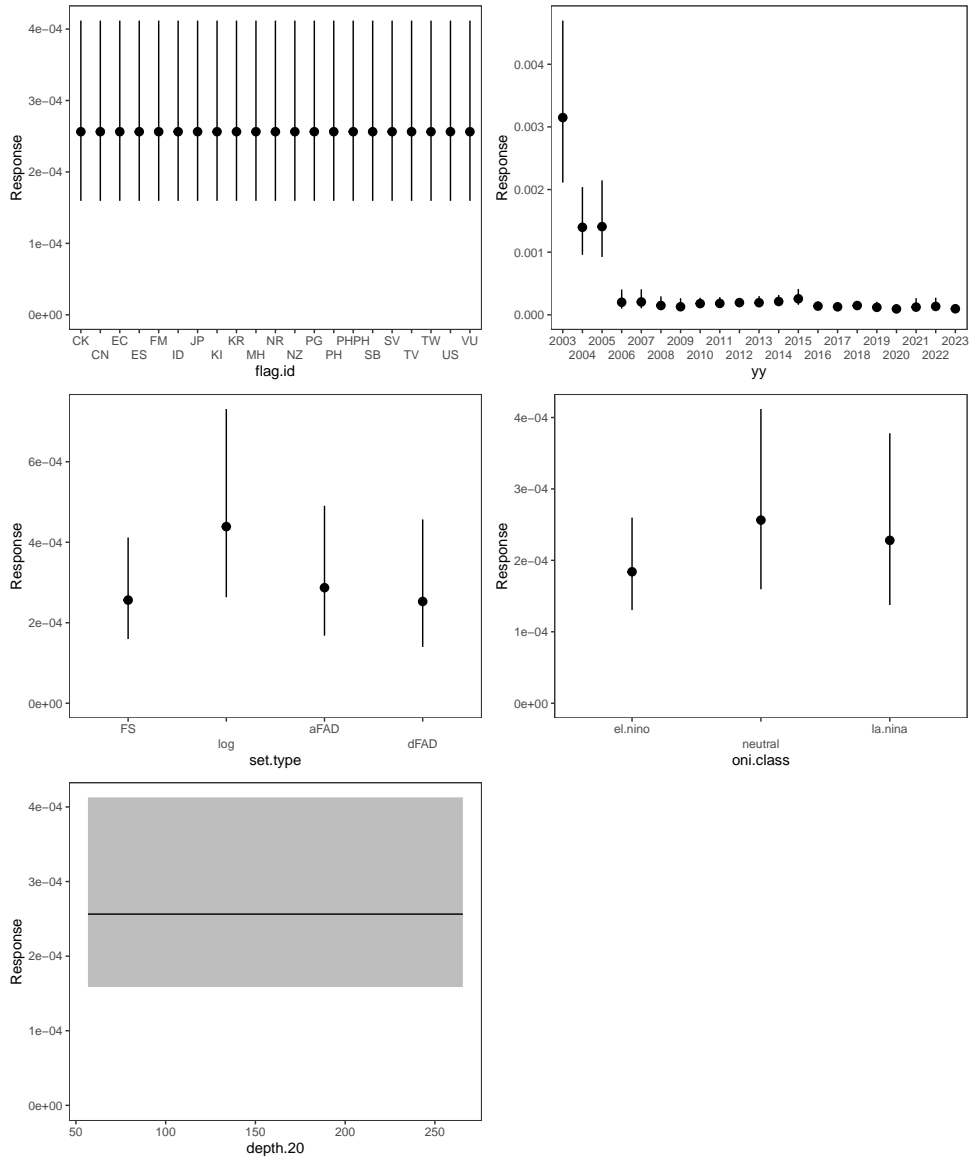 4e−04
3e−04
2e−04
1e−04
0e+00
Response
CK EC FM JP KR NR PG PHPH SV TW VU
CN ES ID KI MH NZ PH SB TV US
flag.id
0.004
0.003
0.002
0.001
0.000
Response
2003 2005 2007 2009 2011 2013 2015 2017 2019 2021 2023
2004 2006 2008 2010 2012 2014 2016 2018 2020 2022
yy
6e−04
4e−04
2e−04
0e+00
Response
FS aFAD
log dFAD
set.type
4e−04
3e−04
2e−04
1e−04
0e+00
Response
el.nino la.nina
neutral
oni.class
4e−04
3e−04
2e−04
1e−04
0e+00
Response
50 100 150 200 250
depth.20